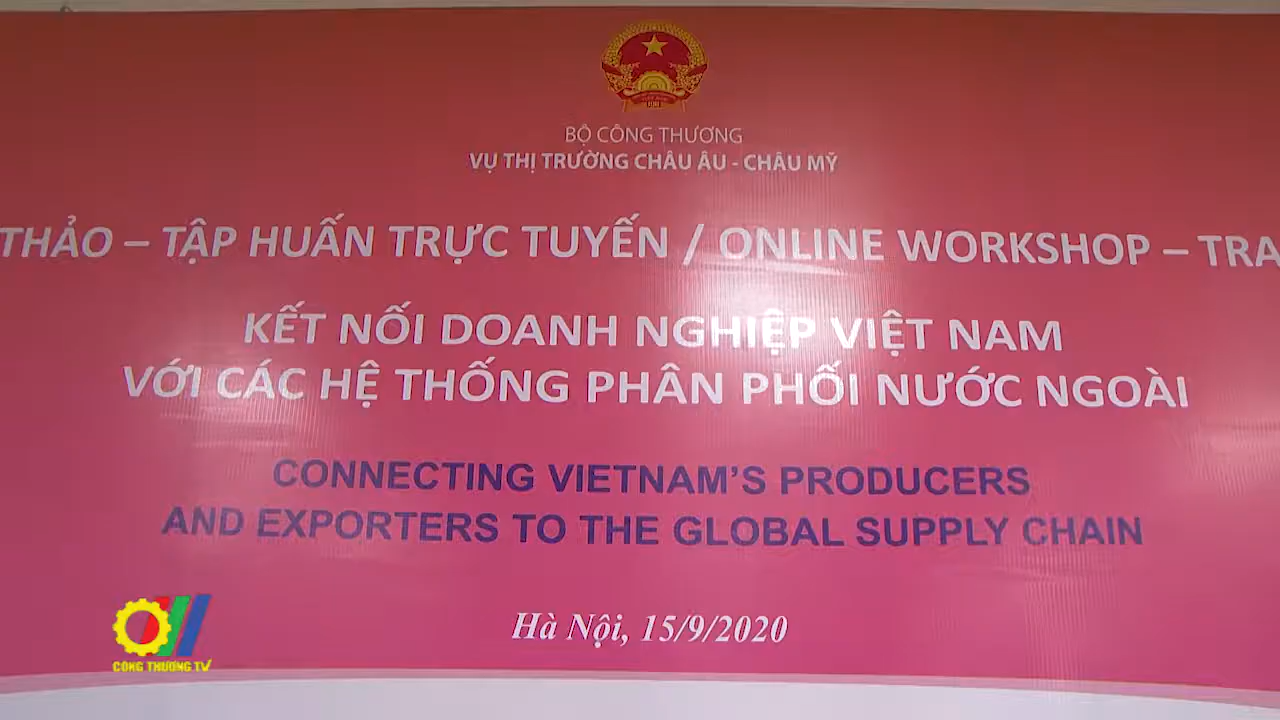 BỘ CÔNG THƯƠNG
VỤ THỊ TRƯỜNG CHÂU ÂU - CHÂU MỸ
THẢO – TẬP HUẤN TRỰC TUYẾN / ONLINE WORKSHOP – TRA
KẾT NỐI DOANH NGHIỆP VIỆT NAM
VỚI CÁC HỆ THỐNG PHÂN PHỐI NƯỚC NGOÀI
CONNECTING VIETNAM'S PRODUCERS
AND EXPORTERS TO THE GLOBAL SUPPLY CHAIN
Hà Nội, 15/9/2020
CÔNG THƯƠNG TV